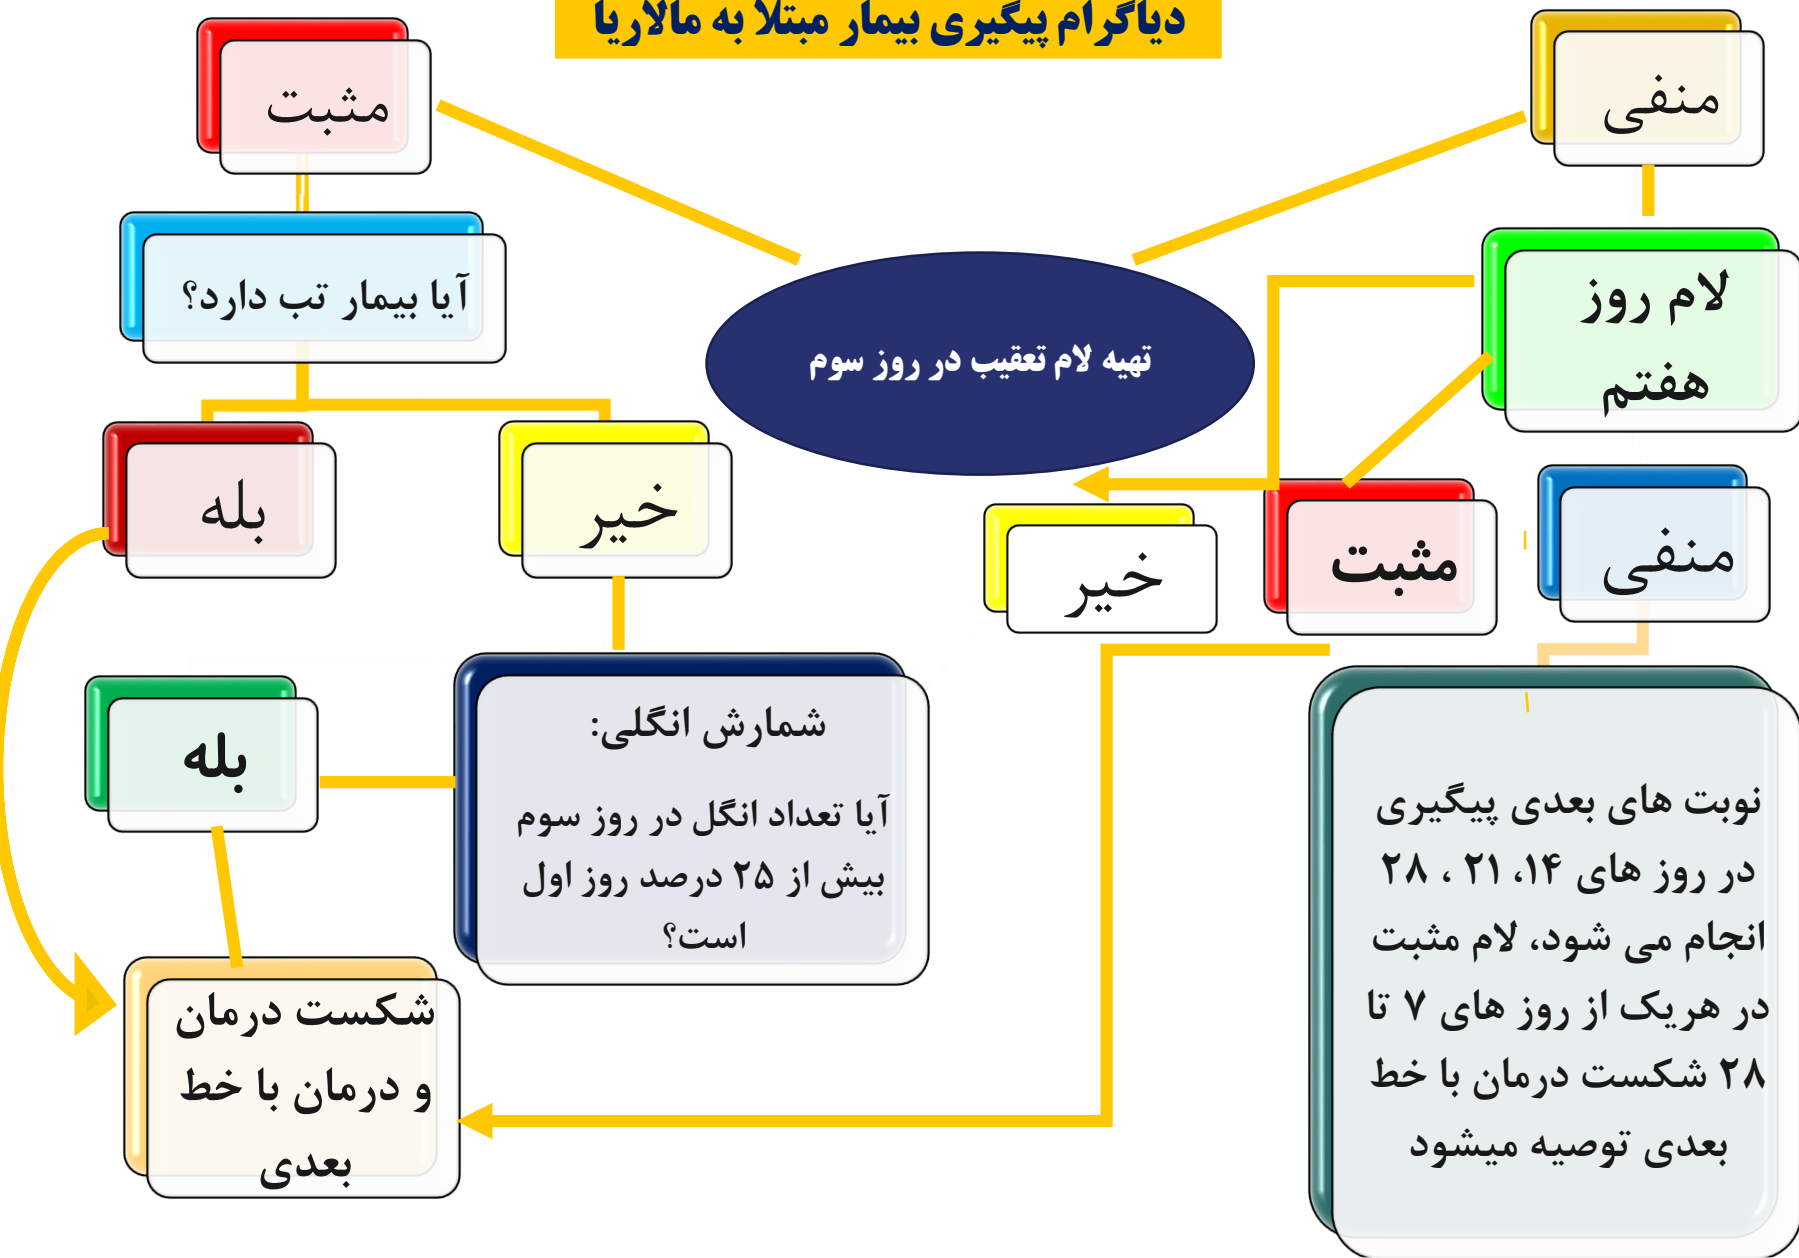 دیاگرام پیگیری بیمار مبتلا به مالاریا
منفی
مثبت
تهیه لام تعقیب در روز سوم
لام روز
هفتم
آیا بیمار تب دارد؟
منفی
مثبت
خیر
خیر
بله
نوبت های بعدی پیگیری
در روز های ۱۴، ۲۱ ، ۲۸
انجام می شود، لام مثبت
در هریک از روز های ۷ تا
۲۸ شکست درمان با خط
بعدی توصیه میشود
شمارش انگلی:
آیا تعداد انگل در روز سوم
بیش از ۲۵ درصد روز اول
است؟
بله
شکست درمان
و درمان با خط
بعدی